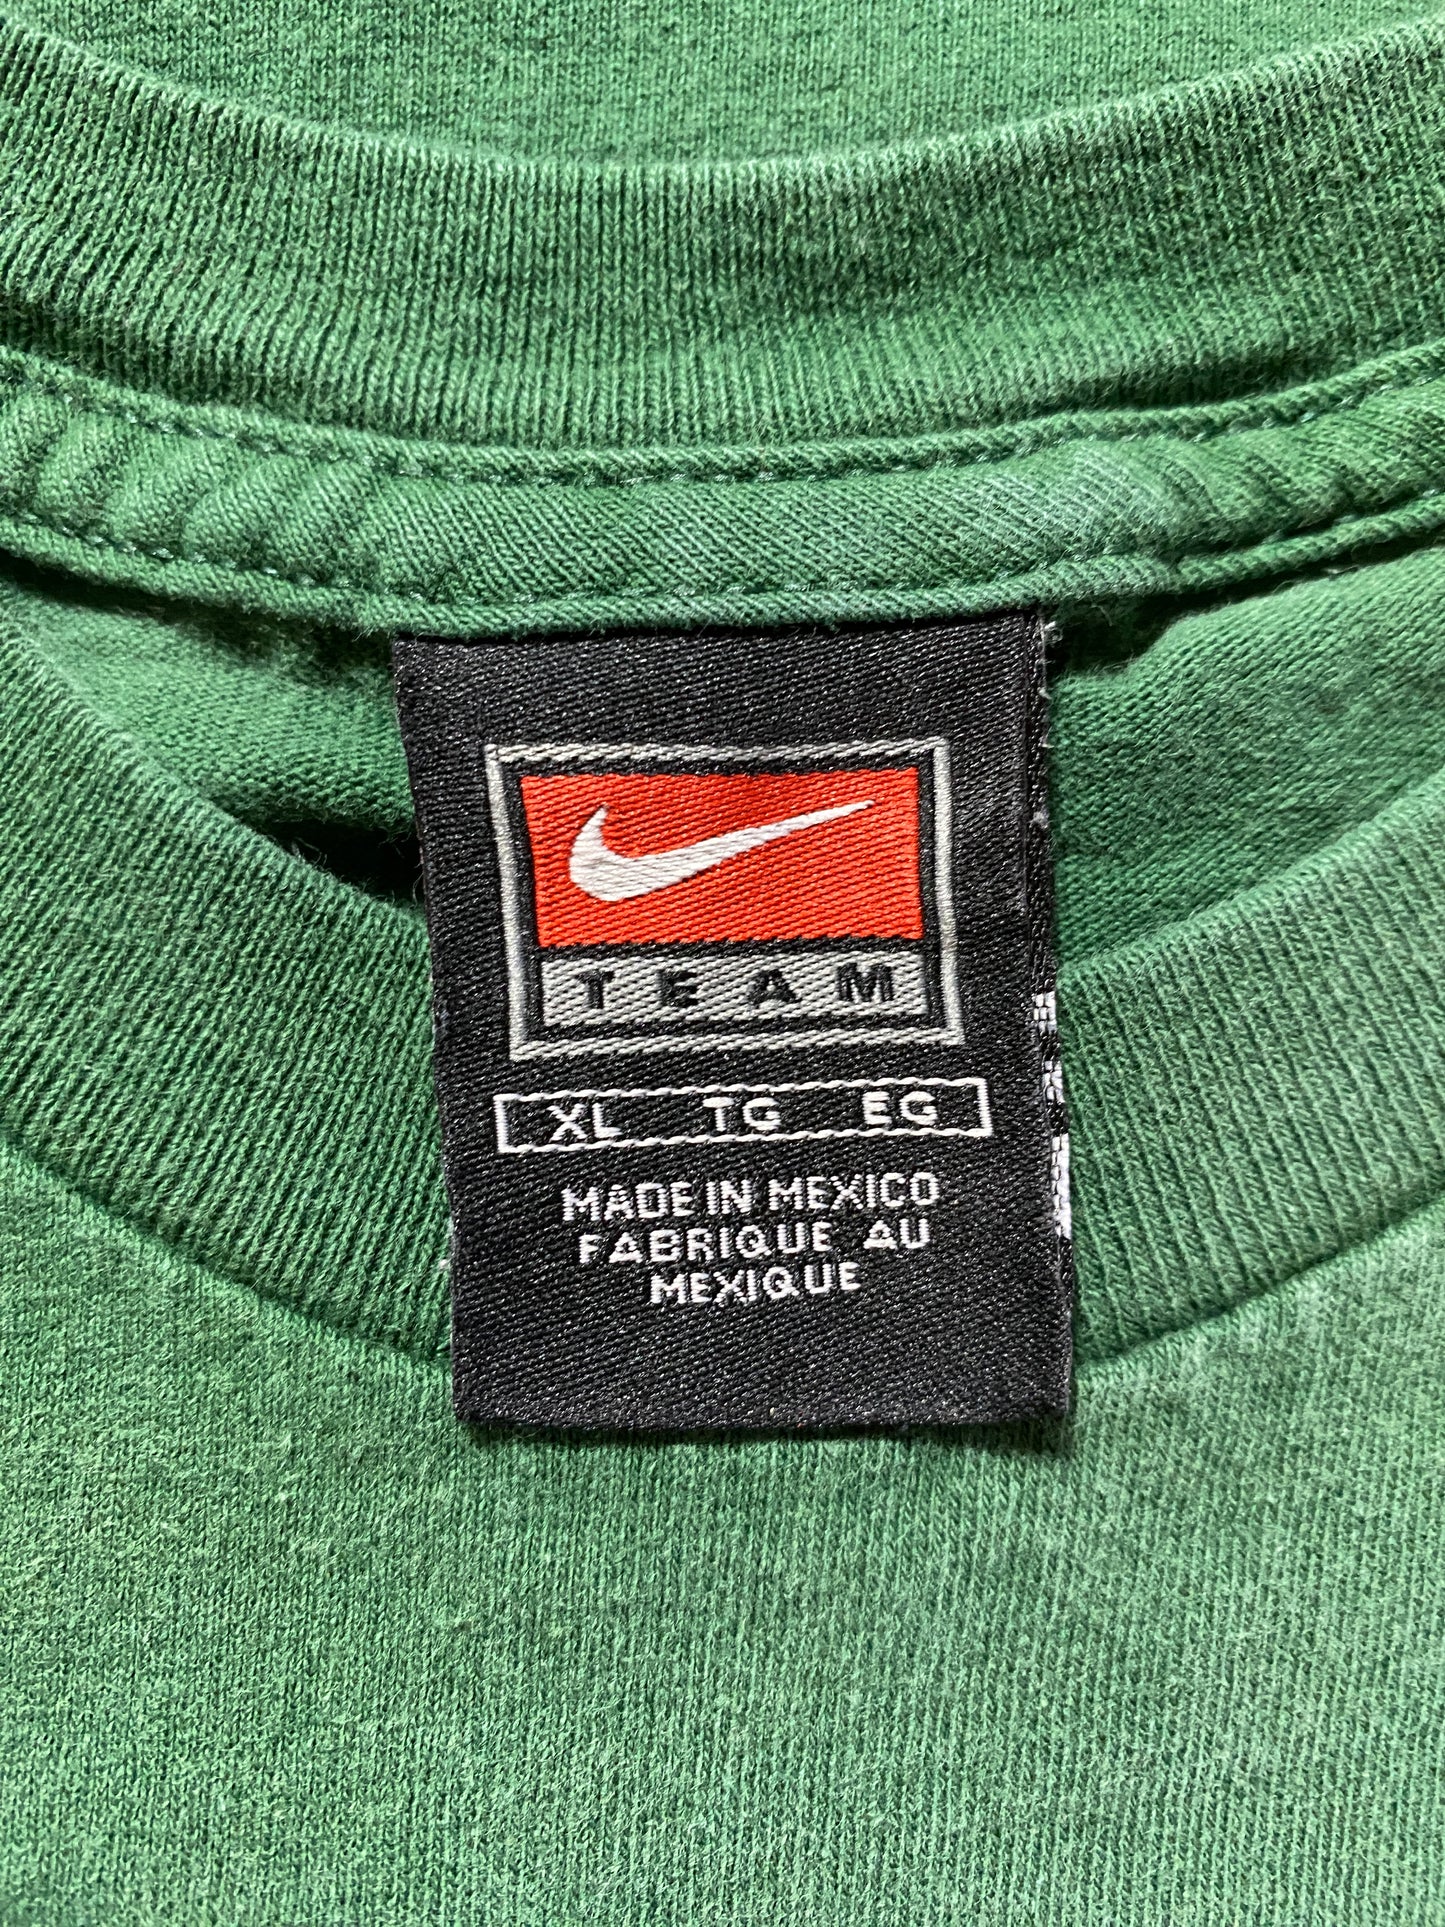 TEAM
XL TG EG
MADE IN MEXICO
FABRIQUE AU
MEXIQUE